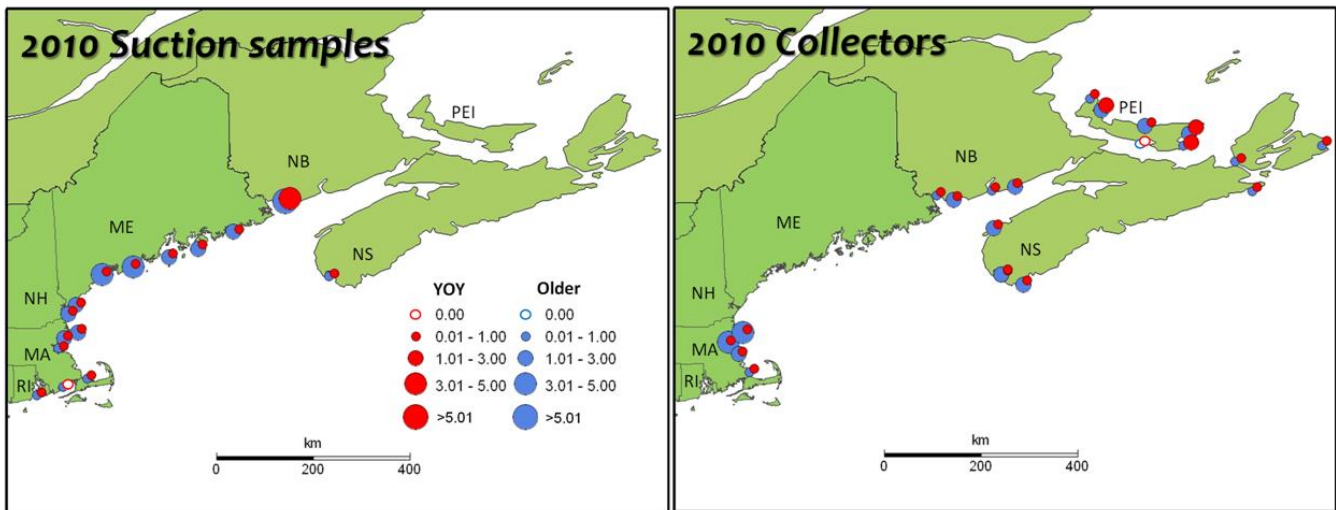 2010 Suction samples
PEI
NB
ME
NS
NH
MA
RI
YOY Older
0.00 0.00
0.01 - 1.00 0.01 - 1.00
1.01 - 3.00 1.01 - 3.00
3.01 - 5.00 3.01 - 5.00
>5.01 >5.01
km
0 200 400
2010 Collectors
PEI
NB
ME
NS
NH
MA
RI
km
0 200 400